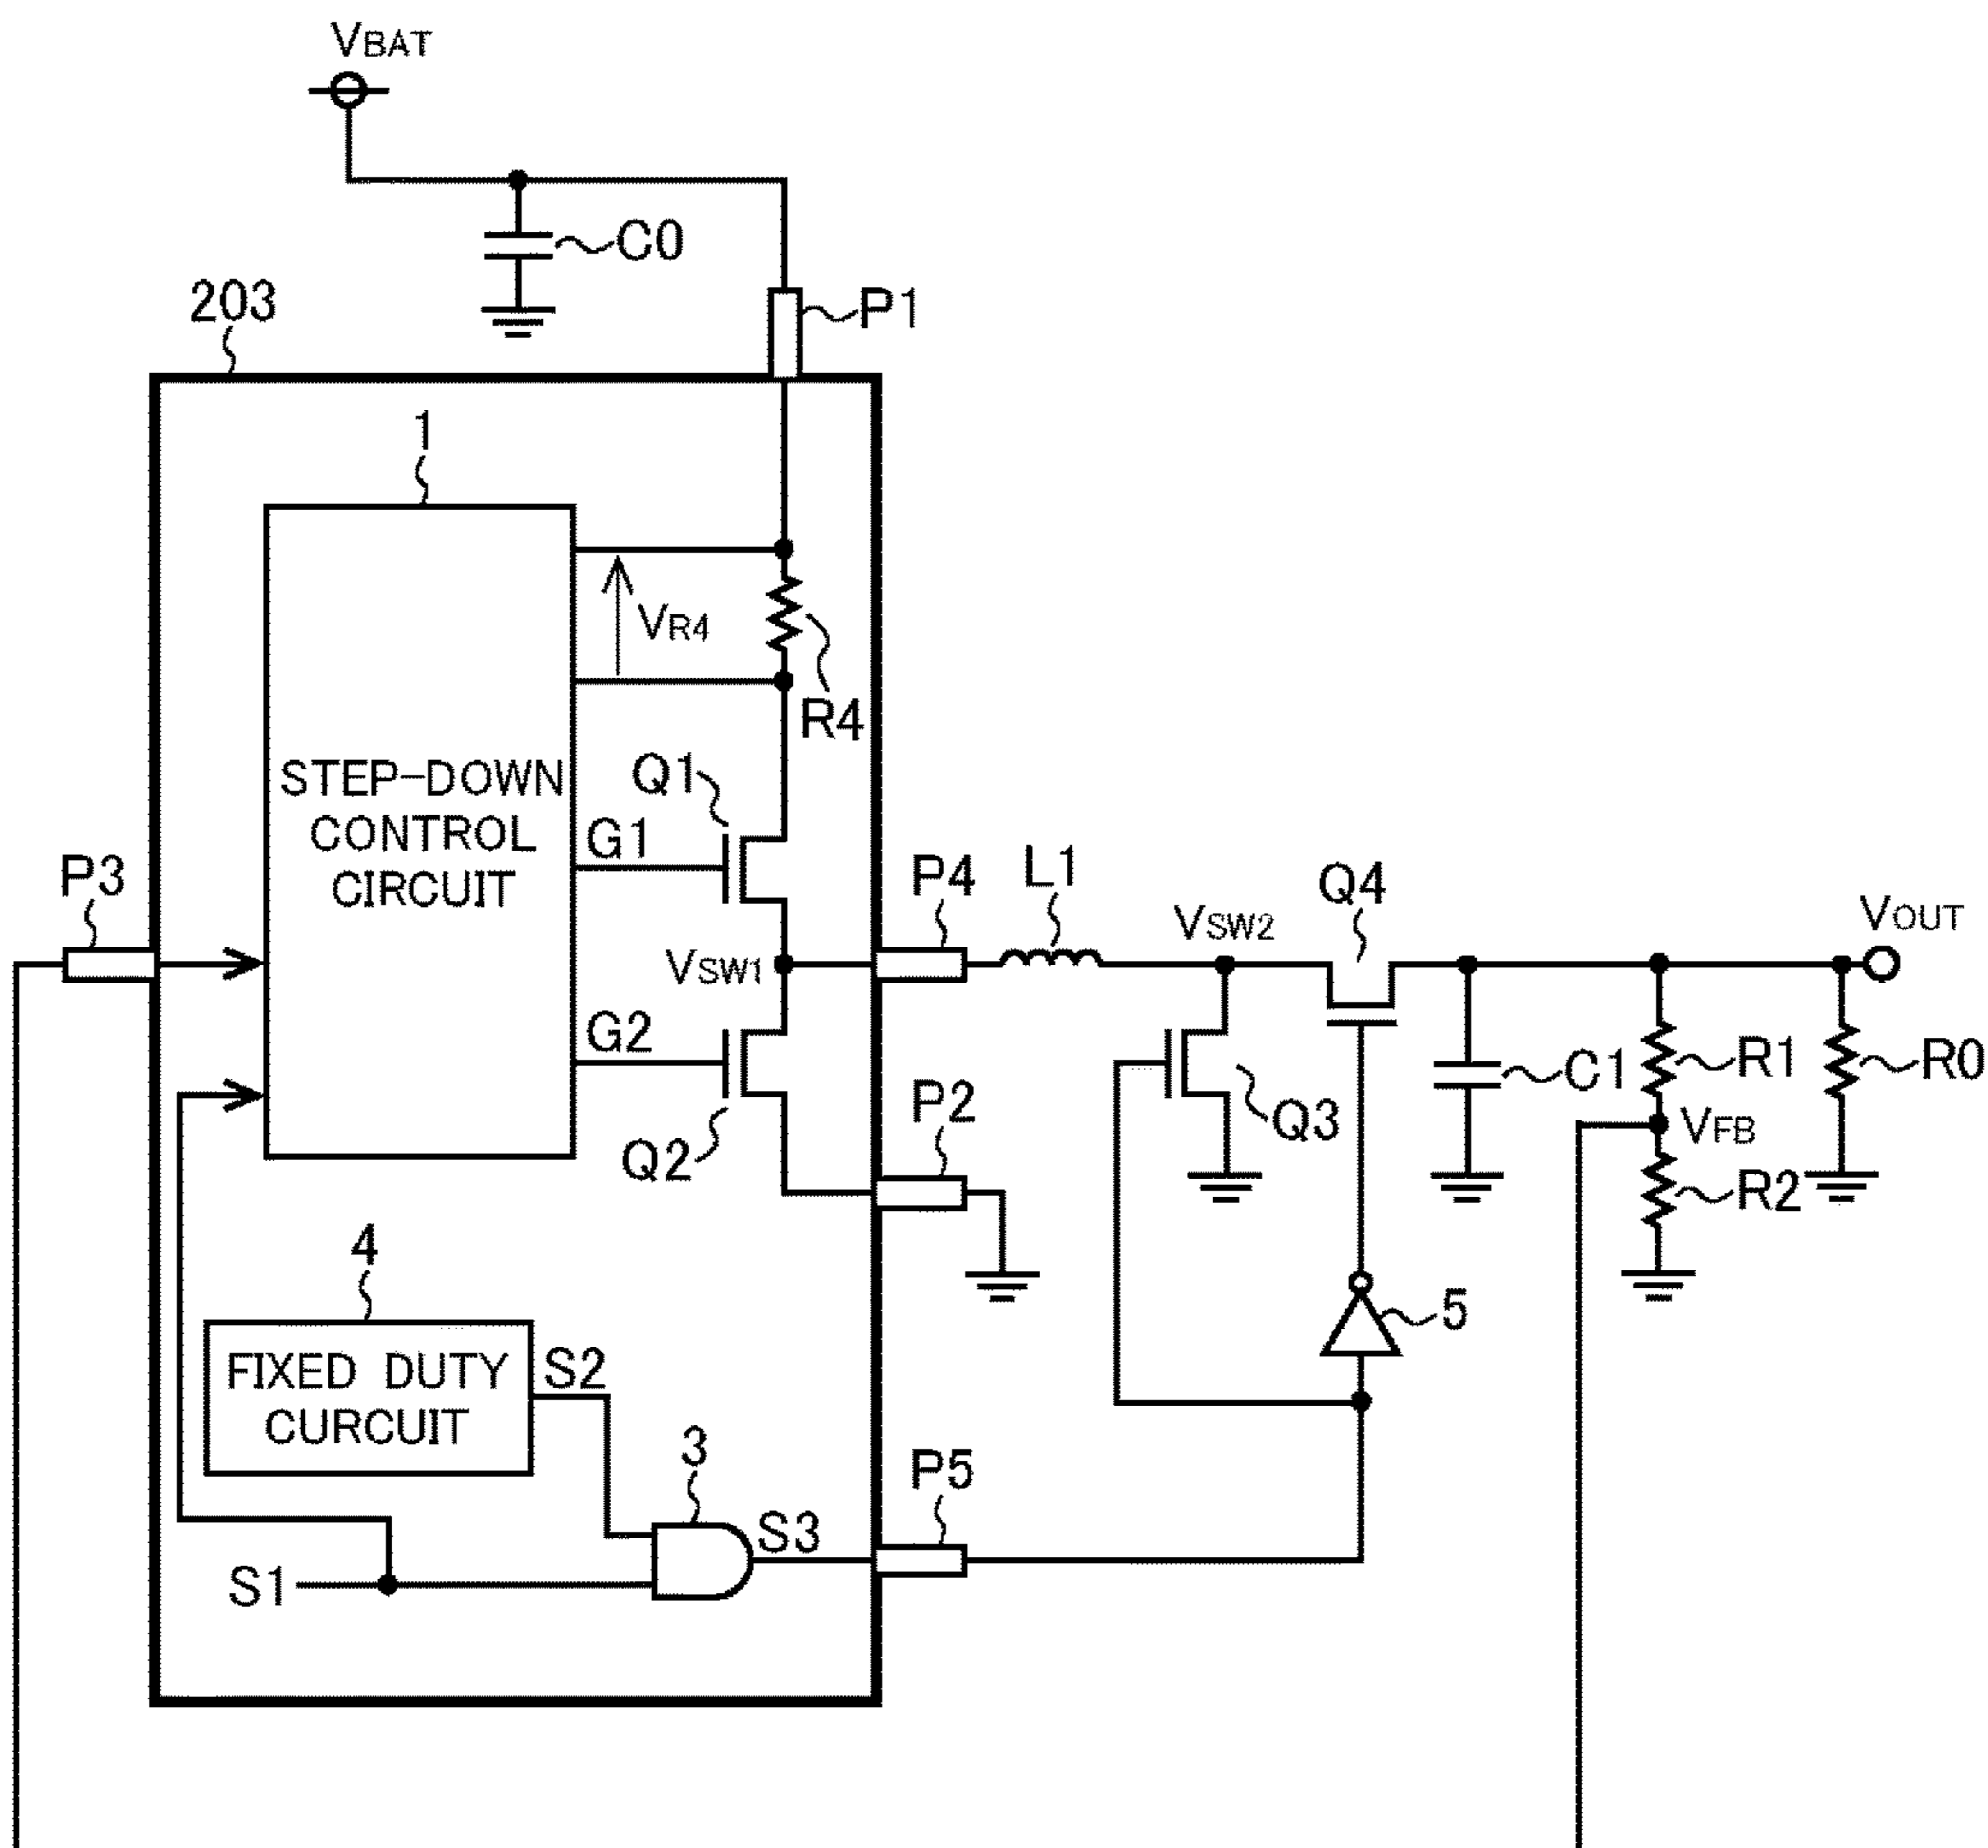 VBAT
C0
203
P1
1
VR4
R4
STEP-DOWN
CONTROL
CIRCUIT
Q1
G1
P3
P4
L1
VSW2
Q4
VOUT
VSW1
G2
Q2
P2
Q3
C1
R1
R0
VFB
R2
4
5
FIXED DUTY
CURCUIT
S2
3
S3
P5
S1